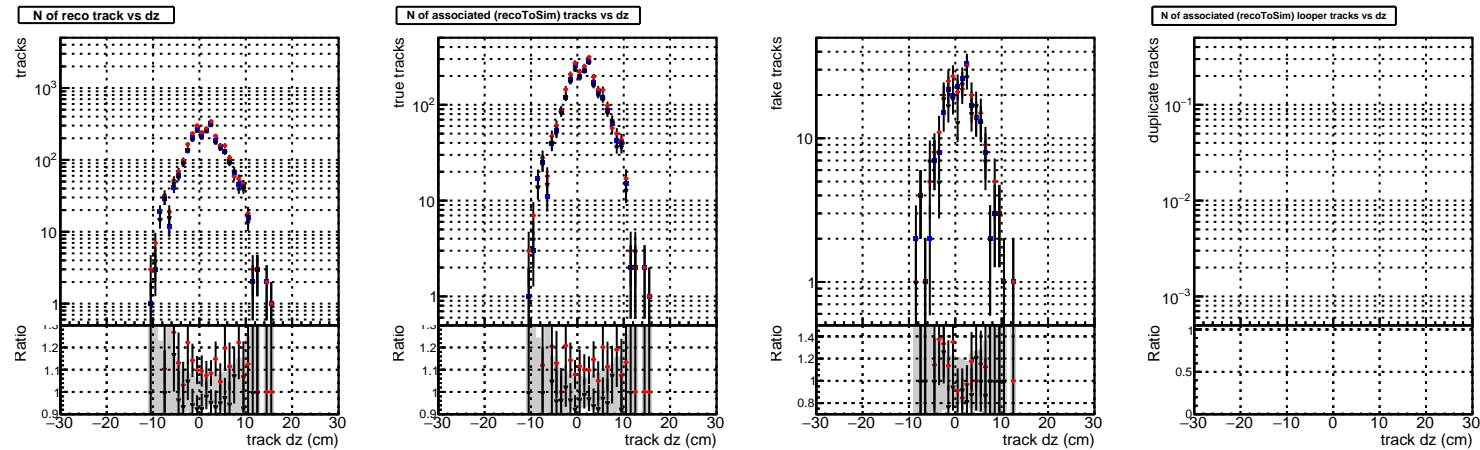 N of reco track vs dz
tracks
10³
10²
10
1
Ratio
1.3
1.2
1.1
1
0.9
−30 −20 −10 0 10 20 30
track dz (cm)
N of associated (recoToSim) tracks vs dz
true tracks
10²
10
1
Ratio
1.3
1.2
1.1
1
0.9
−30 −20 −10 0 10 20 30
track dz (cm)
fake tracks
10
1
Ratio
1.4
1.2
1
0.8
−30 −20 −10 0 10 20 30
track dz (cm)
N of associated (recoToSim) looper tracks vs dz
duplicate tracks
10⁻¹
10⁻²
10⁻³
Ratio
1
0.5
0
−30 −20 −10 0 10 20 30
track dz (cm)